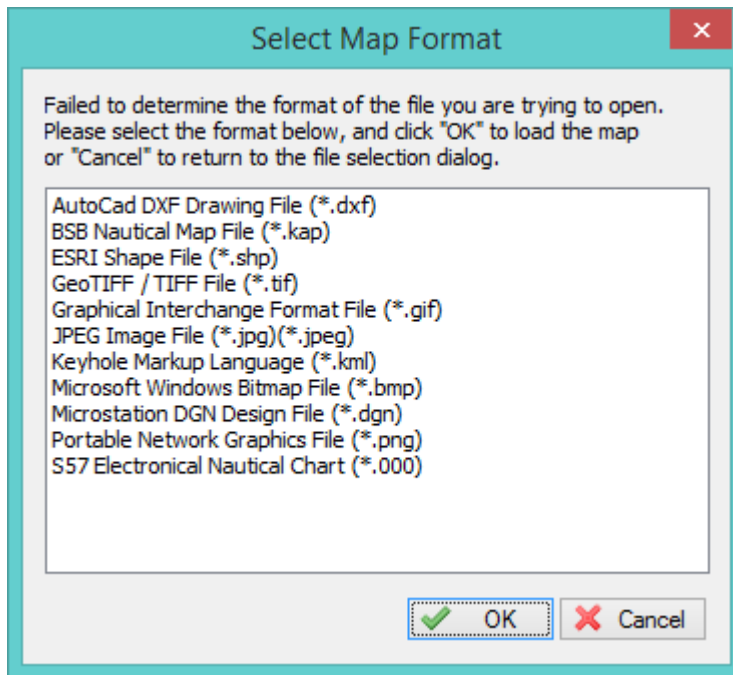 Select Map Format
Failed to determine the format of the file you are trying to open.
Please select the format below, and click "OK" to load the map
or "Cancel" to return to the file selection dialog.
AutoCad DXF Drawing File (*.dxf)
BSB Nautical Map File (*.kap)
ESRI Shape File (*.shp)
GeoTIFF / TIFF File (*.tif)
Graphical Interchange Format File (*.gif)
JPEG Image File (*.jpg)(*.jpeg)
Keyhole Markup Language (*.kml)
Microsoft Windows Bitmap File (*.bmp)
Microstation DGN Design File (*.dgn)
Portable Network Graphics File (*.png)
S57 Electronical Nautical Chart (*.000)
OK Cancel